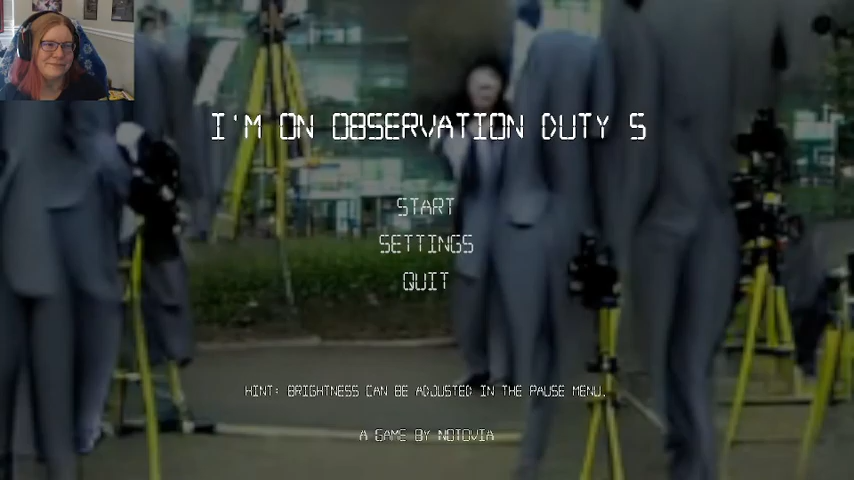 I'M ON OBSERVATION DUTY 5
START
SETTINGS
QUIT
HINT: BRIGHTNESS CAN BE ADJUSTED IN THE PAUSE MENU.
A GAME BY NOTOVIA